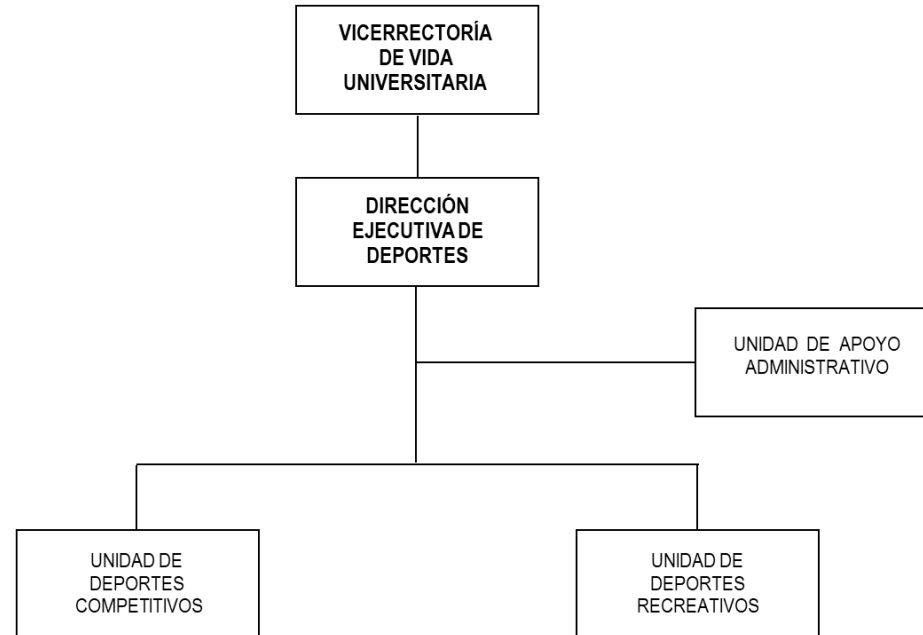 VICERRECTORÍA
DE VIDA
UNIVERSITARIA
DIRECCIÓN
EJECUTIVA DE
DEPORTES
UNIDAD DE APOYO
ADMINISTRATIVO
UNIDAD DE
DEPORTES
COMPETITIVOS
UNIDAD DE
DEPORTES
RECREATIVOS